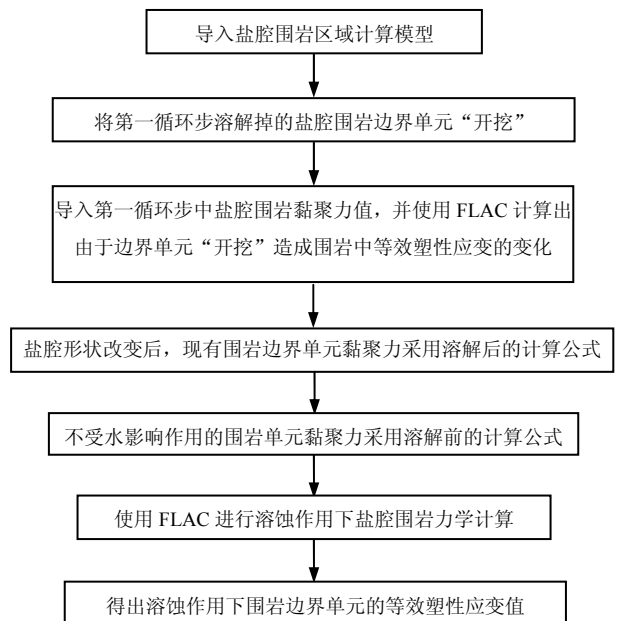 导入盐腔围岩区域计算模型
将第一循环步溶解掉的盐腔围岩边界单元“开挖”
导入第一循环步中盐腔围岩黏聚力值，并使用 FLAC 计算出
由于边界单元“开挖”造成围岩中等效塑性应变的变化
盐腔形状改变后，现有围岩边界单元黏聚力采用溶解后的计算公式
不受水影响作用的围岩单元黏聚力采用溶解前的计算公式
使用 FLAC 进行溶蚀作用下盐腔围岩力学计算
得出溶蚀作用下围岩边界单元的等效塑性应变值